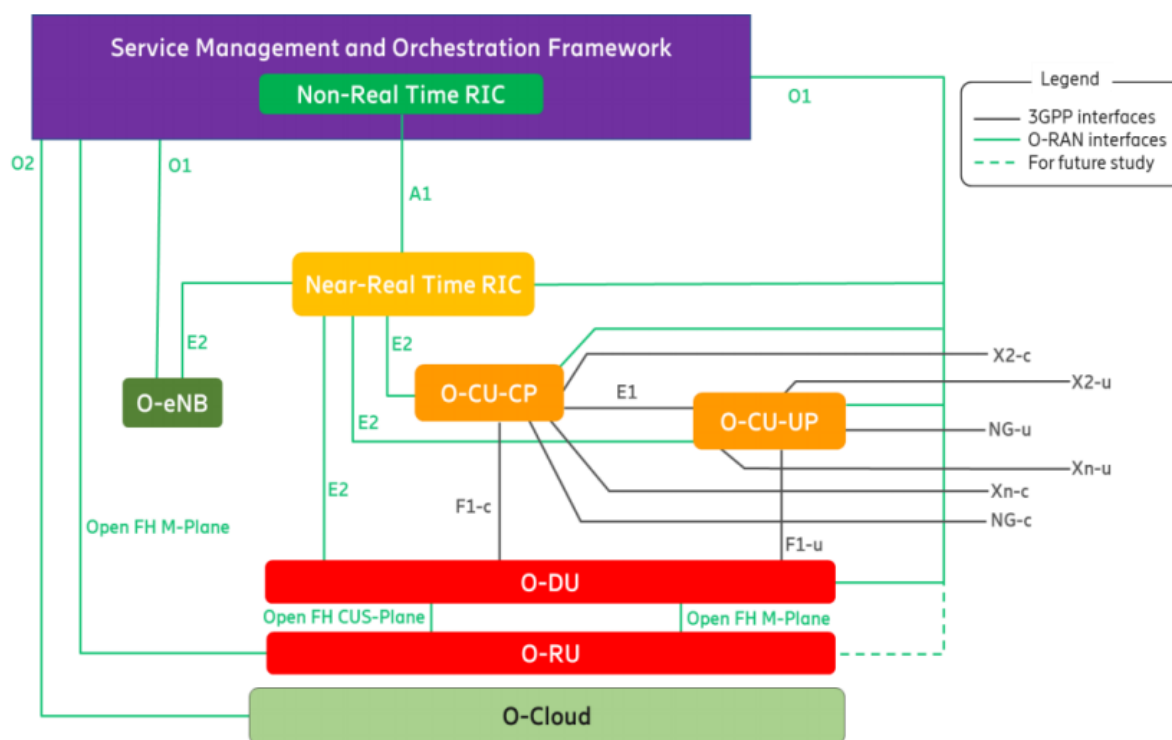 Service Management and Orchestration Framework
Non-Real Time RIC
O1
Legend
3GPP interfaces
O-RAN interfaces
For future study
O2
O1
A1
Near-Real Time RIC
E2
E2
O-eNB
O-CU-CP
E1
O-CU-UP
X2-c
X2-u
NG-u
Xn-u
Xn-c
NG-c
E2
E2
F1-c
F1-u
Open FH M-Plane
O-DU
Open FH CUS-Plane
Open FH M-Plane
O-RU
O-Cloud